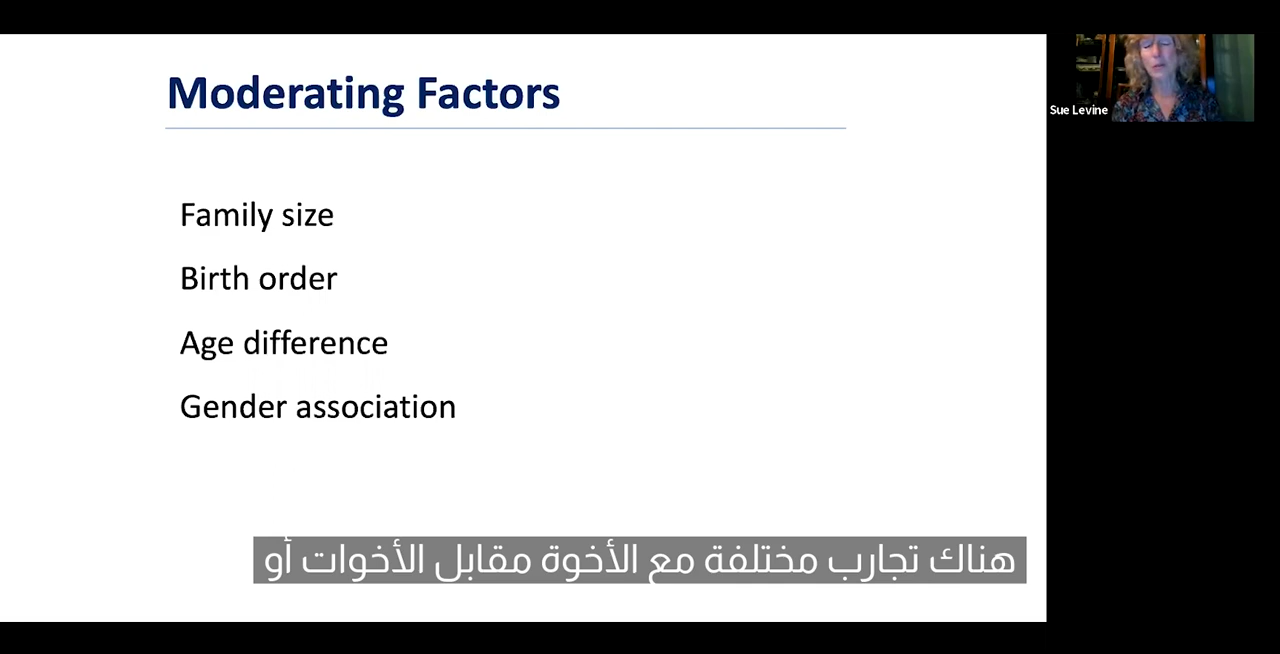 Moderating Factors
Sue Levine
Family size
Birth order
Age difference
Gender association
هناك تجارب مختلفة مع الأخوة مقابل الأخوات أو